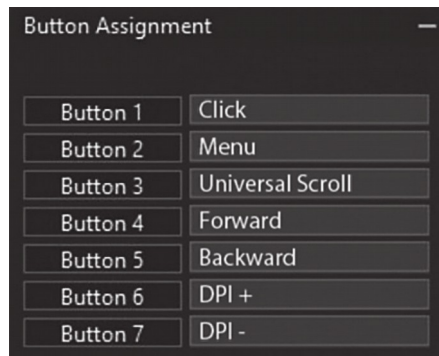 Button Assignment –
Button 1 Click
Button 2 Menu
Button 3 Universal Scroll
Button 4 Forward
Button 5 Backward
Button 6 DPI +
Button 7 DPI -